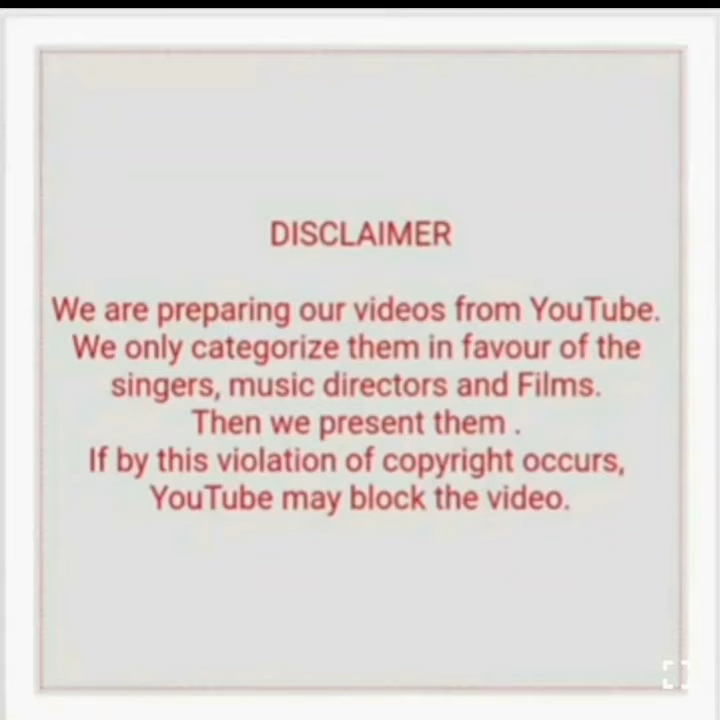 DISCLAIMER
We are preparing our videos from YouTube.
We only categorize them in favour of the
singers, music directors and Films.
Then we present them .
If by this violation of copyright occurs,
YouTube may block the video.